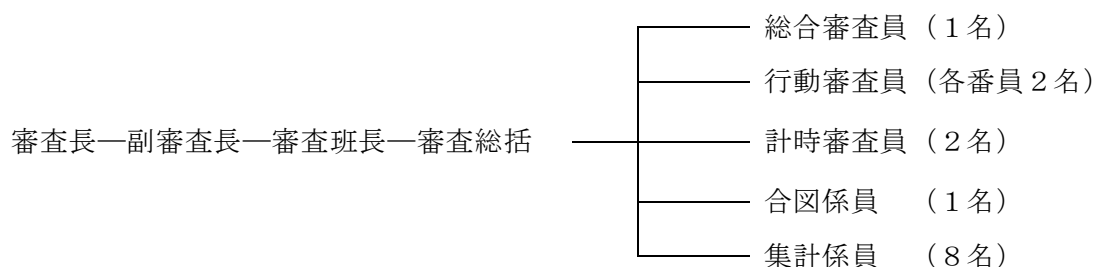 総合審査員（１名）
行動審査員（各番員２名）
審査長―副審査長―審査班長―審査総括
計時審査員（２名）
合図係員　（１名）
集計係員　（８名）